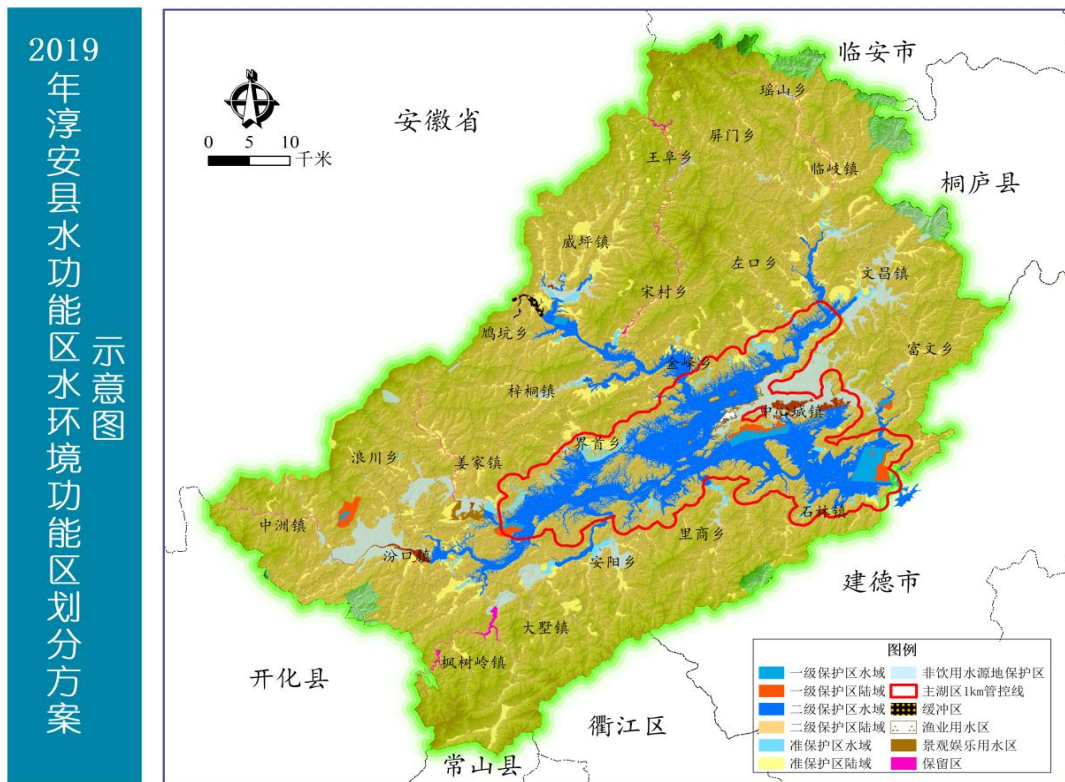 2019
年淳安县水功能区水环境功能区划分方案
示意图
N
0 5 10
千米
安徽省
临安市
桐庐县
建德市
衢江区
常山县
开化县
瑶山乡
屏门乡
王阜乡
临岐镇
威坪镇
左口乡
文昌镇
宋村乡
鸠坑乡
富文乡
金峰乡
梓桐镇
中心城镇
界首乡
浪川乡
姜家镇
中洲镇
石林镇
里商乡
汾口镇
安阳乡
大墅镇
枫树岭镇
图例
一级保护区水域
一级保护区陆域
二级保护区水域
二级保护区陆域
准保护区水域
准保护区陆域
非饮用水源地保护区
主湖区1km管控线
缓冲区
渔业用水区
景观娱乐用水区
保留区